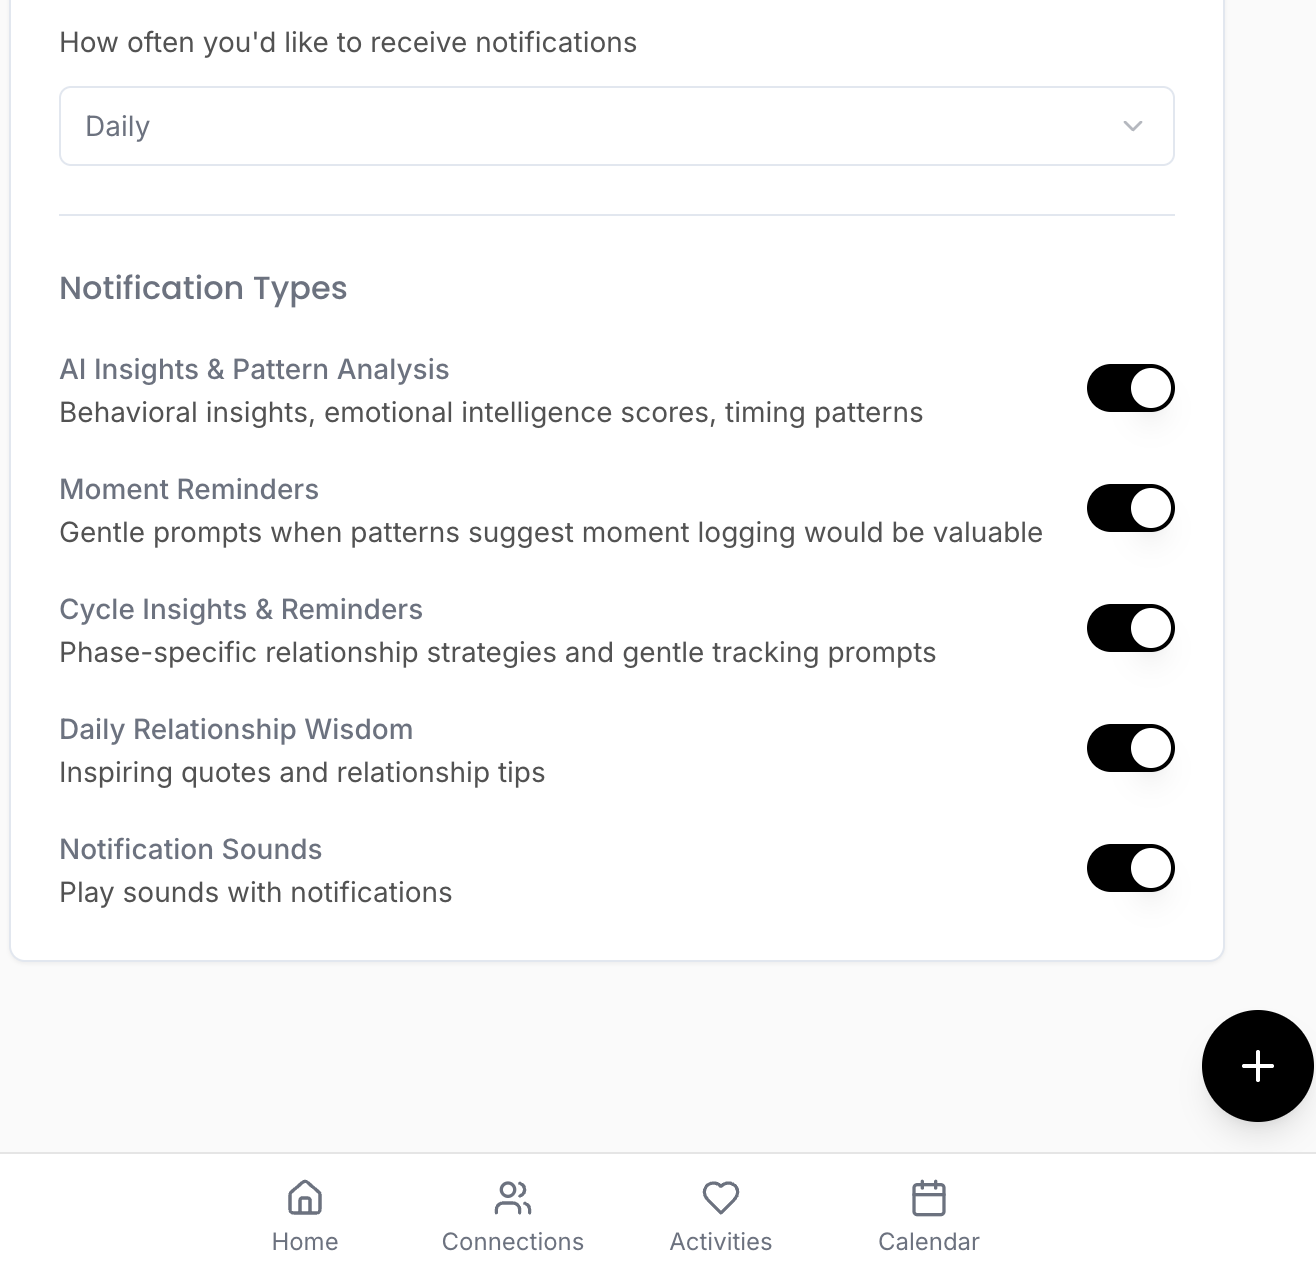 How often you'd like to receive notifications
Daily
Notification Types
AI Insights & Pattern Analysis
Behavioral insights, emotional intelligence scores, timing patterns
Moment Reminders
Gentle prompts when patterns suggest moment logging would be valuable
Cycle Insights & Reminders
Phase-specific relationship strategies and gentle tracking prompts
Daily Relationship Wisdom
Inspiring quotes and relationship tips
Notification Sounds
Play sounds with notifications
Home
Connections
Activities
Calendar